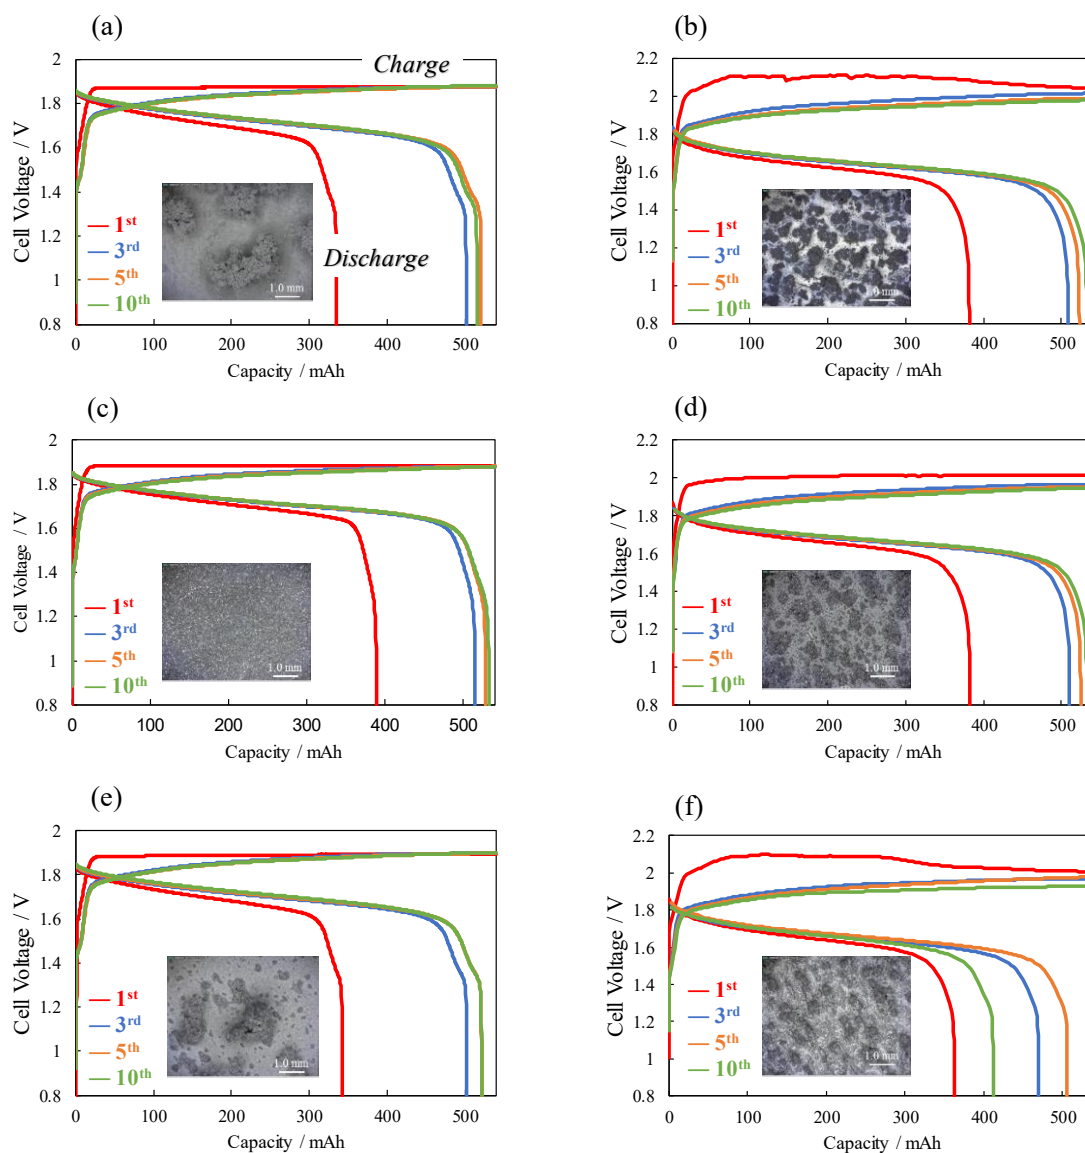 (a)
Cell Voltage / V
2
1.8
1.6
1.4
1.2
1
0.8
Charge
Discharge
1st
3rd
5th
10th
1.0 mm
0 100 200 300 400 500
Capacity / mAh
(b)
Cell Voltage / V
2.2
2
1.8
1.6
1.4
1.2
1
0.8
1st
3rd
5th
10th
0 100 200 300 400 500
Capacity / mAh
(c)
Cell Voltage / V
2
1.8
1.6
1.4
1.2
1
0.8
1st
3rd
5th
10th
1.0 mm
0 100 200 300 400 500
Capacity / mAh
(d)
Cell Voltage / V
2.2
2
1.8
1.6
1.4
1.2
1
0.8
1st
3rd
5th
10th
1.0 mm
0 100 200 300 400 500
Capacity / mAh
(e)
Cell Voltage / V
2
1.8
1.6
1.4
1.2
1
0.8
1st
3rd
5th
10th
1.0 mm
0 100 200 300 400 500
Capacity / mAh
(f)
Cell Voltage / V
2.2
2
1.8
1.6
1.4
1.2
1
0.8
1st
3rd
5th
10th
1.0 mm
0 100 200 300 400 500
Capacity / mAh